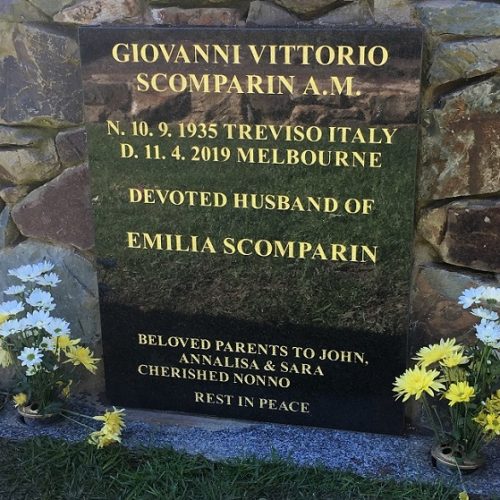 GIOVANNI VITTORIO
SCOMPARIN A.M.
N. 10. 9. 1935 TREVISO ITALY
D. 11. 4. 2019 MELBOURNE
DEVOTED HUSBAND OF
EMILIA SCOMPARIN
BELOVED PARENTS TO JOHN,
ANNALISA & SARA
CHERISHED NONNO
REST IN PEACE